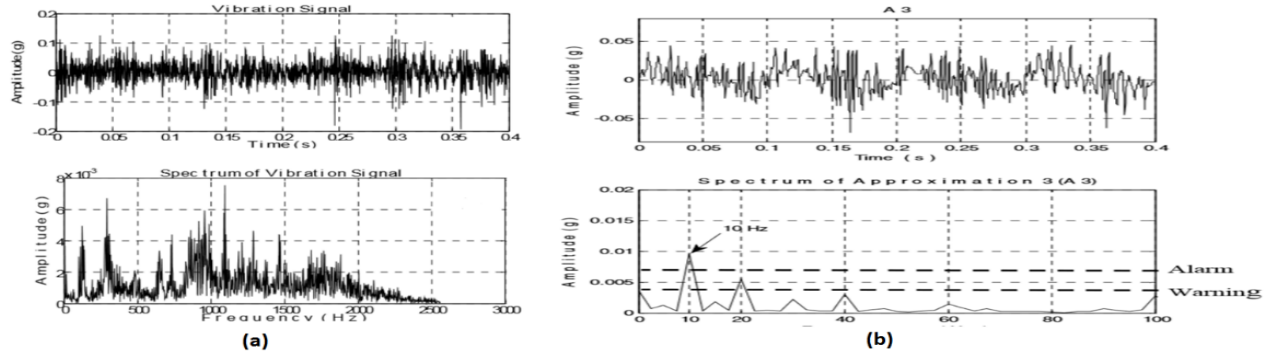 Vibration Signal
0.2
0.1
0
-0.1
-0.2
Amplitude(g)
0 0.05 0.1 0.15 0.2 0.25 0.3 0.35 0.4
Time(s)
8 x 10-3
Spectrum of Vibration Signal
6
4
2
0
Amplitude(g)
0 500 1000 1500 2000 2500 3000
Frequency (Hz)
(a)
A3
0.05
0
-0.05
Amplitude (g)
0 0.05 0.1 0.15 0.2 0.25 0.3 0.35 0.4
Time (s)
Spectrum of Approximation 3(A3)
0.02
0.015
0.01
0.005
0
Amplitude (g)
10 Hz
Alarm
Warning
0 10 20 40 60 80 100
(b)